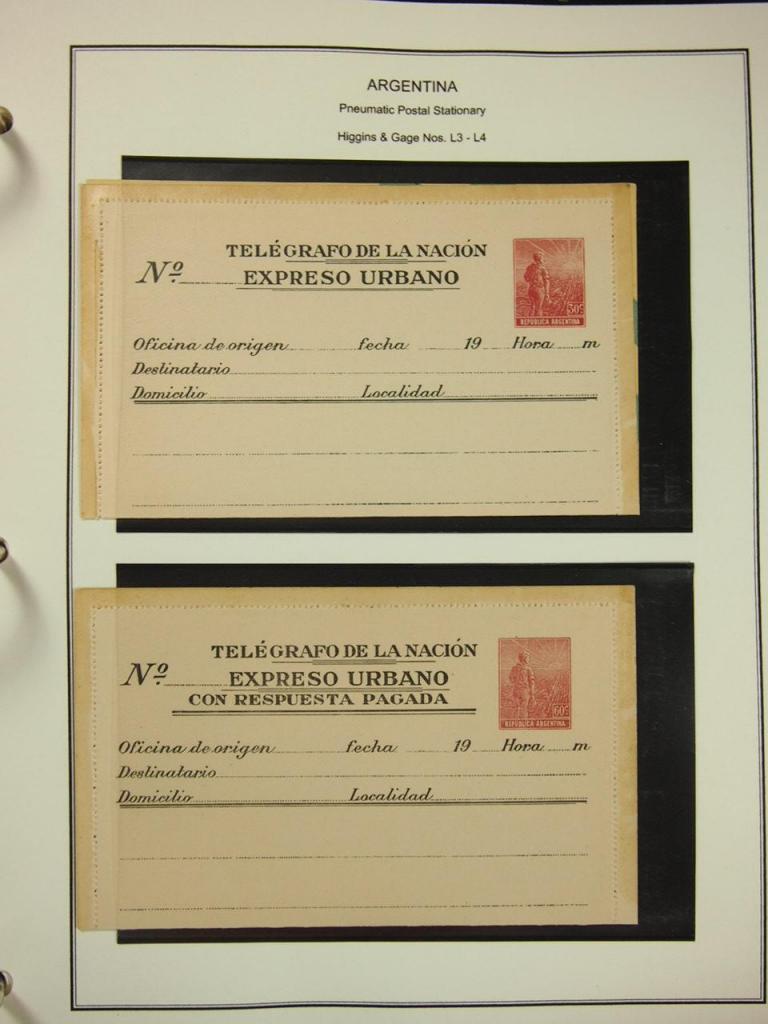 ARGENTINA
Pneumatic Postal Stationary
Higgins & Gage Nos. L3 - L4
TELÉGRAFO DE LA NACIÓN
Nº EXPRESO URBANO
30c
REPUBLICA ARGENTINA
Oficina de origen fecha 19 Hora m
Destinatario
Domicilio Localidad
TELÉGRAFO DE LA NACIÓN
Nº EXPRESO URBANO
CON RESPUESTA PAGADA
60c
REPUBLICA ARGENTINA
Oficina de origen fecha 19 Hora m
Destinatario
Domicilio Localidad